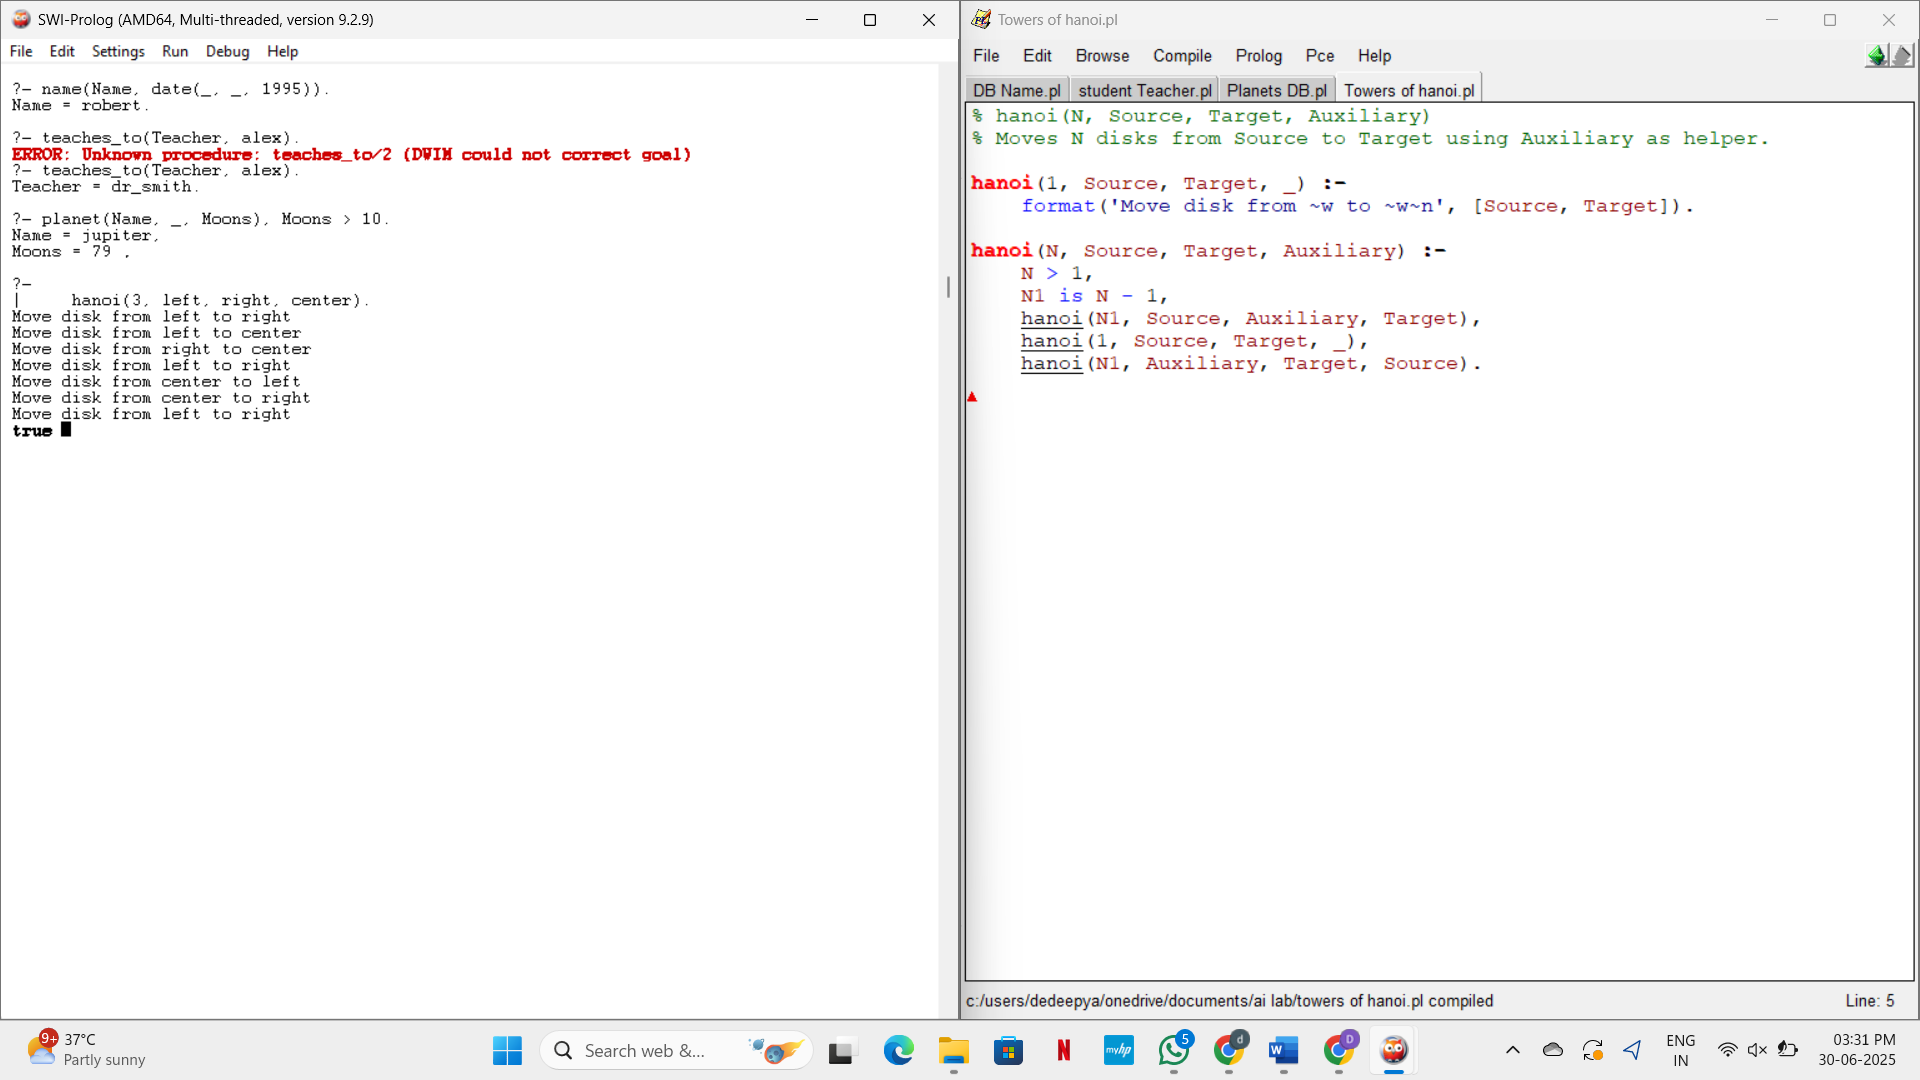 SWI-Prolog (AMD64, Multi-threaded, version 9.2.9)
File Edit Settings Run Debug Help
?- name(Name, date(_, _, 1995)).
Name = robert.
?- teaches_to(Teacher, alex).
ERROR: Unknown procedure: teaches_to/2 (DWIM could not correct goal)
?- teaches_to(Teacher, alex).
Teacher = dr_smith.
?- planet(Name, _, Moons), Moons > 10.
Name = jupiter,
Moons = 79 .
?-
| hanoi(3, left, right, center).
Move disk from left to right
Move disk from left to center
Move disk from right to center
Move disk from left to right
Move disk from center to left
Move disk from center to right
Move disk from left to right
true
Towers of hanoi.pl
File Edit Browse Compile Prolog Pce Help
DB Name.pl student Teacher.pl Planets DB.pl Towers of hanoi.pl
% hanoi(N, Source, Target, Auxiliary)
% Moves N disks from Source to Target using Auxiliary as helper.
hanoi(1, Source, Target, _) :-
format('Move disk from ~w to ~w~n', [Source, Target]).
hanoi(N, Source, Target, Auxiliary) :-
N > 1,
N1 is N - 1,
hanoi(N1, Source, Auxiliary, Target),
hanoi(1, Source, Target, _),
hanoi(N1, Auxiliary, Target, Source).
c:/users/dedeepya/onedrive/documents/ai lab/towers of hanoi.pl compiled
Line: 5
9+
37°C
Partly sunny
Search web &...
N
myhp
5
d
W
D
ENG
IN
03:31 PM
30-06-2025